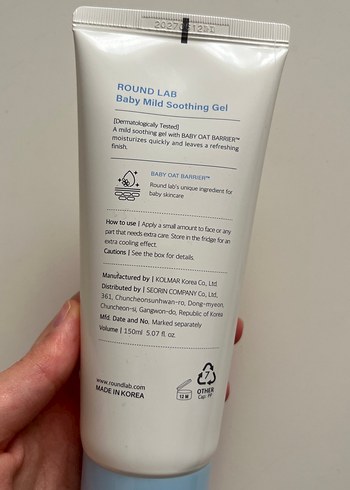 ROUND LAB
Baby Mild Soothing Gel
[Dermatologically Tested]
A mild soothing gel with BABY OAT BARRIER™
moisturizes quickly and leaves a refreshing
finish.
BABY OAT BARRIER™
Round lab's unique ingredient for
baby skincare
How to use | Apply a small amount to face or any
part that needs extra care. Store in the fridge for an
extra cooling effect.
Cautions | See the box for details.
Manufactured by | KOLMAR Korea Co., Ltd.
Distributed by | SEORIN COMPANY Co., Ltd.,
361, Chuncheonsunhwan-ro, Dong-myeon,
Chuncheon-si, Gangwon-do, Republic of Korea
Mfd. Date and No. Marked separately
Volume | 150ml 5.07 fl. oz.
www.roundlab.com
MADE IN KOREA
12 M
7
OTHER
Cap: PP